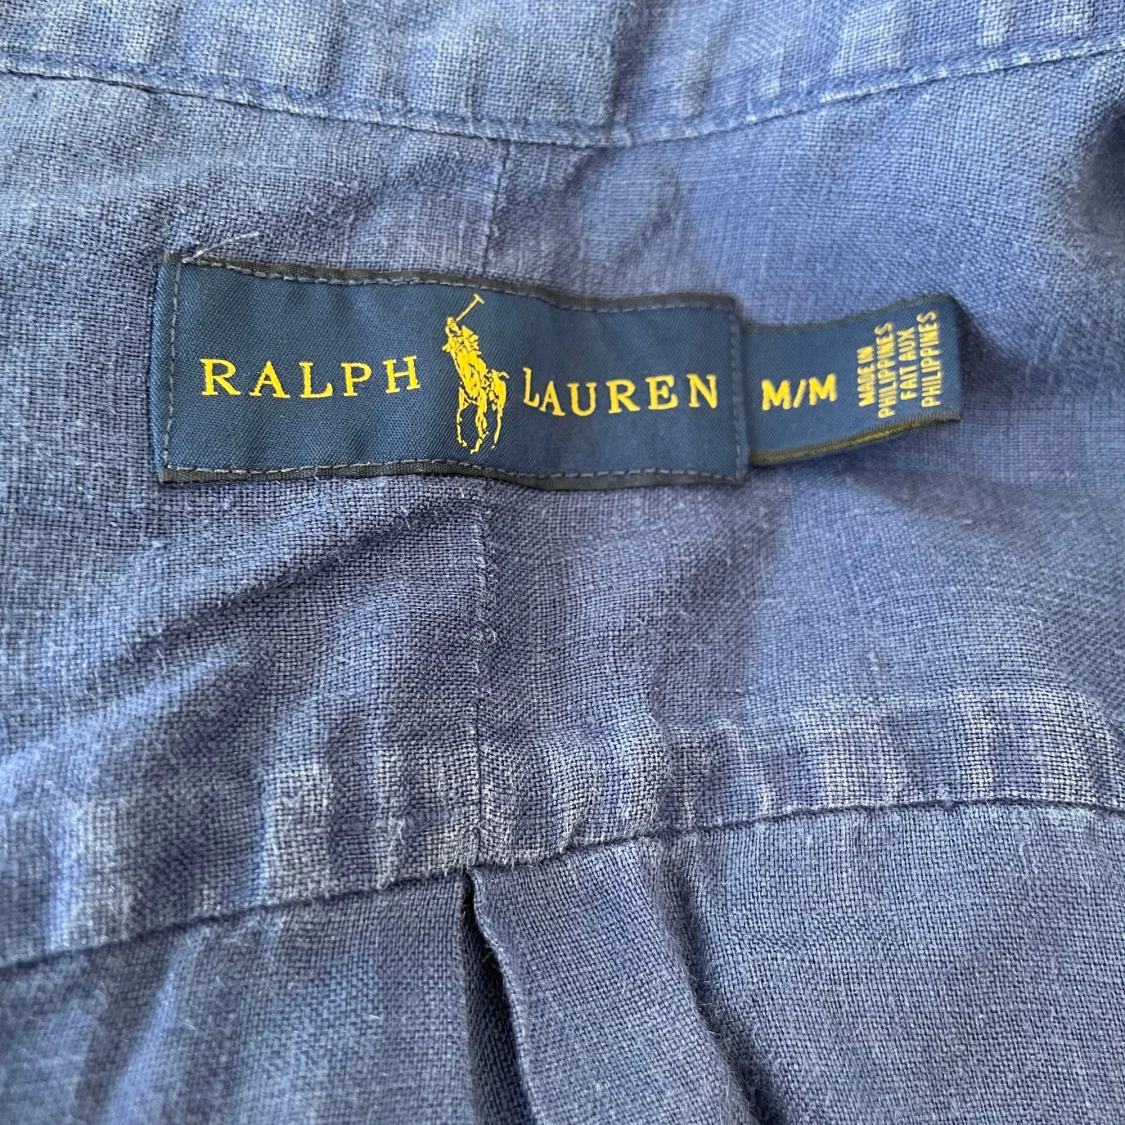 RALPH LAUREN
M/M
MADE IN
PHILIPPINES
FAIT AUX
PHILIPPINES